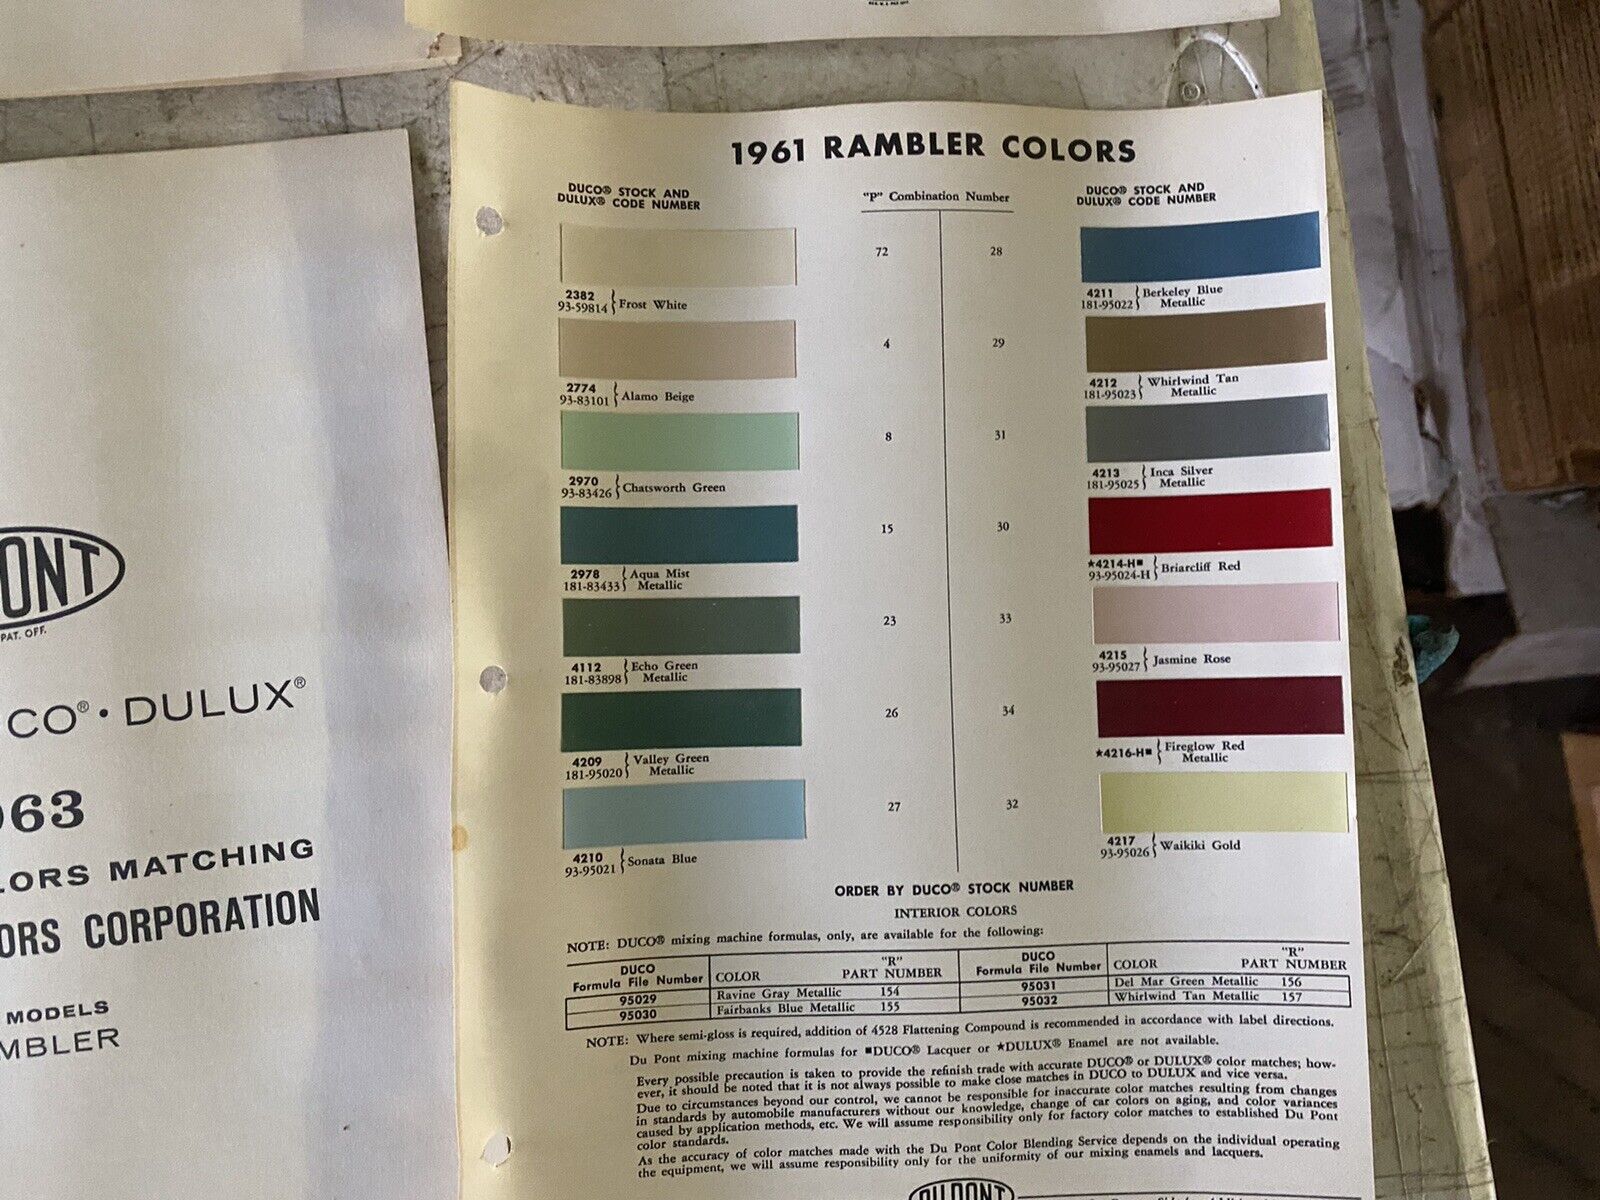 ONT
PAT. OFF.
CO® • DULUX®
63
LORS MATCHING
ORS CORPORATION
MODELS
MBLER
1961 RAMBLER COLORS
DUCO® STOCK AND
DULUX® CODE NUMBER
"P" Combination Number
DUCO® STOCK AND
DULUX® CODE NUMBER
72 28
2382
93-59814 } Frost White
4211
181-95022 } Berkeley Blue
Metallic
4 29
2774
93-83101 } Alamo Beige
4212
181-95023 } Whirlwind Tan
Metallic
8 31
2970
93-83426 } Chatsworth Green
4213
181-95025 } Inca Silver
Metallic
15 30
2978
181-83433 } Aqua Mist
Metallic
★4214-H■
93-95024-H } Briarcliff Red
23 33
4112
181-83898 } Echo Green
Metallic
4215
93-95027 } Jasmine Rose
26 34
4209
181-95020 } Valley Green
Metallic
★4216-H■ { Fireglow Red
Metallic
27 32
4210
93-95021 } Sonata Blue
4217
93-95026 } Waikiki Gold
ORDER BY DUCO® STOCK NUMBER
INTERIOR COLORS
NOTE: DUCO® mixing machine formulas, only, are available for the following:
DUCO
Formula File Number COLOR "R"
PART NUMBER DUCO
Formula File Number COLOR "R"
PART NUMBER
95029 Ravine Gray Metallic 154 95031 Del Mar Green Metallic 156
95030 Fairbanks Blue Metallic 155 95032 Whirlwind Tan Metallic 157
NOTE: Where semi-gloss is required, addition of 4528 Flattening Compound is recommended in accordance with label directions.
Du Pont mixing machine formulas for ■DUCO® Lacquer or ★DULUX® Enamel are not available.
Every possible precaution is taken to provide the refinish trade with accurate DUCO® or DULUX® color matches; how-
ever, it should be noted that it is not always possible to make close matches in DUCO to DULUX and vice versa.
Due to circumstances beyond our control, we cannot be responsible for inaccurate color matches resulting from changes
in standards by automobile manufacturers without our knowledge, change of car colors on aging, and color variances
caused by application methods, etc. We will assume responsibility only for factory color matches to established Du Pont
color standards.
As the accuracy of color matches made with the Du Pont Color Blending Service depends on the individual operating
the equipment, we will assume responsibility only for the uniformity of our mixing enamels and lacquers.
DU PONT